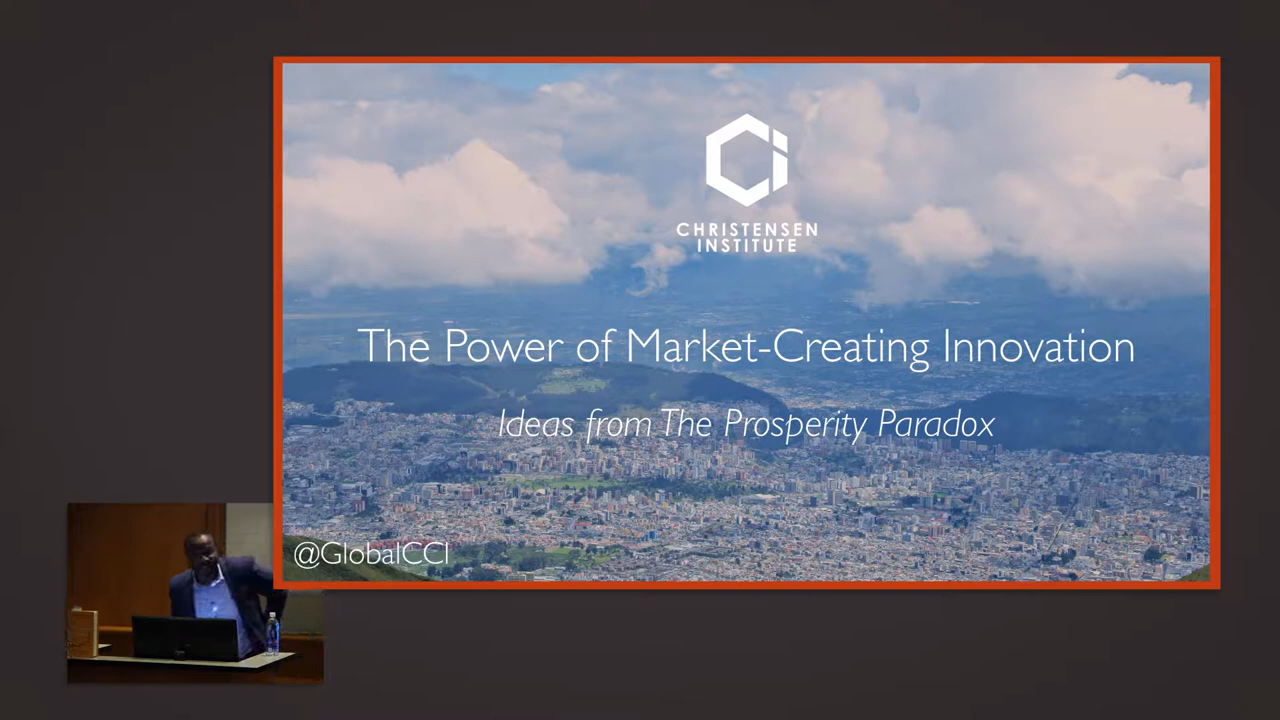 CHRISTENSEN
INSTITUTE
The Power of Market-Creating Innovation
Ideas from The Prosperity Paradox
@GlobalCCI